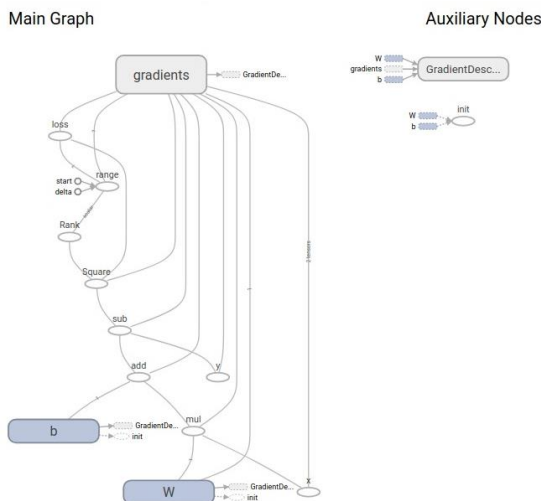 Main Graph
Auxiliary Nodes
gradients
GradientDe...
W
gradients
b
GradientDesc...
init
W
b
loss
range
start
delta
Rank
Square
sub
add
y
mul
b
GradientDe...
init
W
GradientDe...
init
x